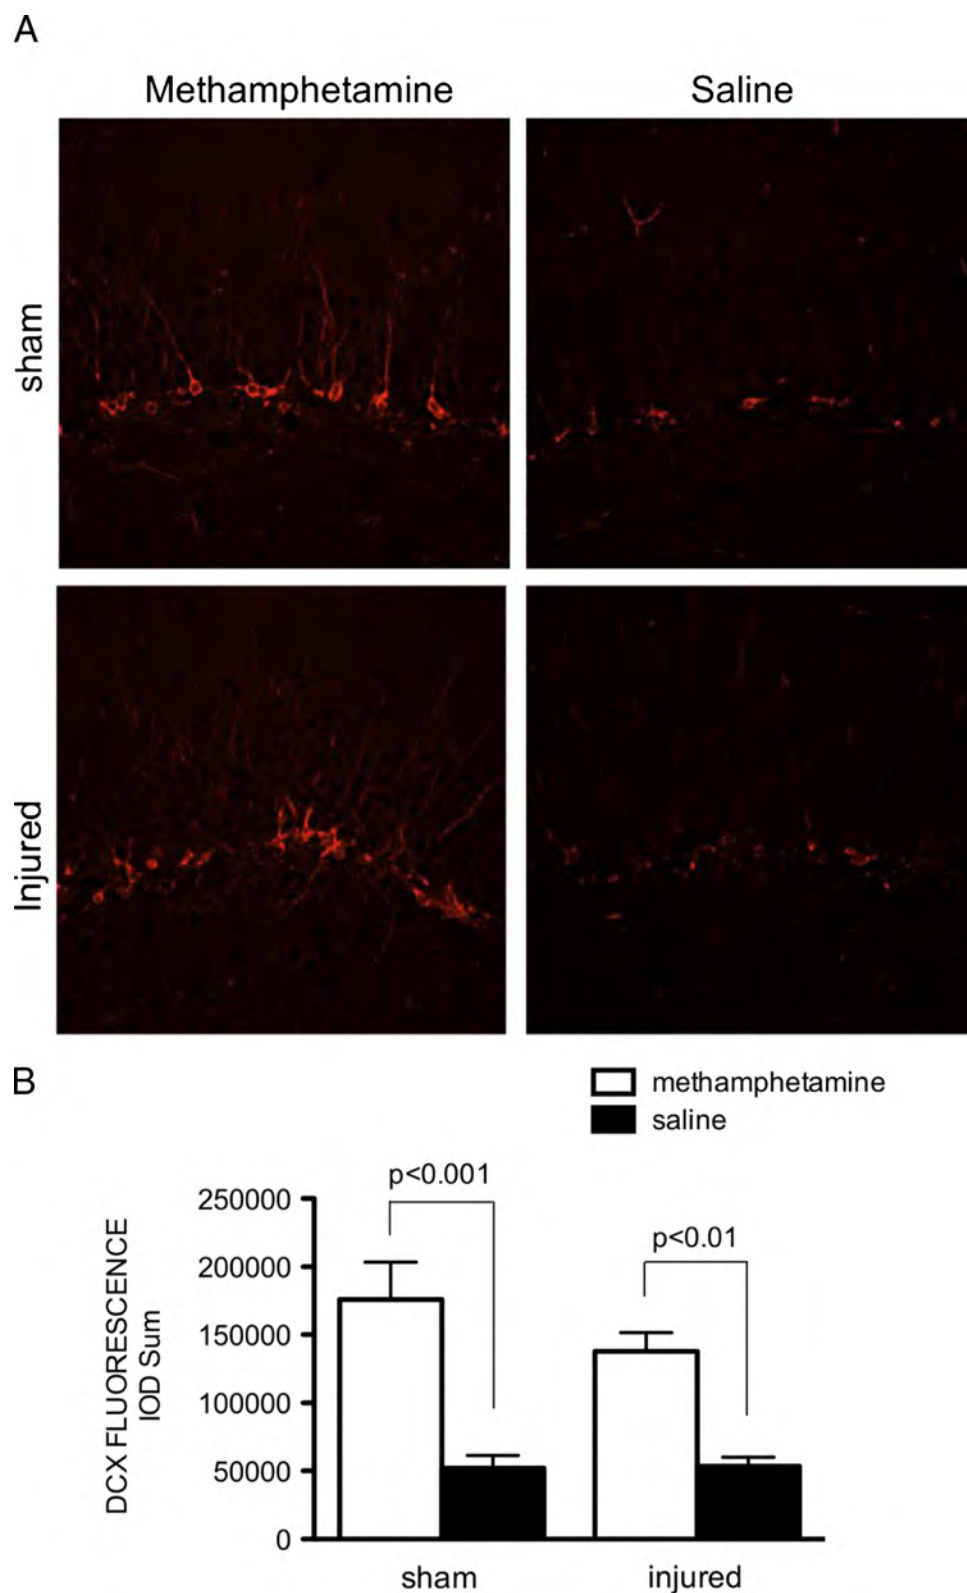 A
Methamphetamine Saline
sham
Injured
B
methamphetamine
saline
p<0.001
p<0.01
DCX FLUORESCENCE
IOD Sum
250000
200000
150000
100000
50000
0
sham injured